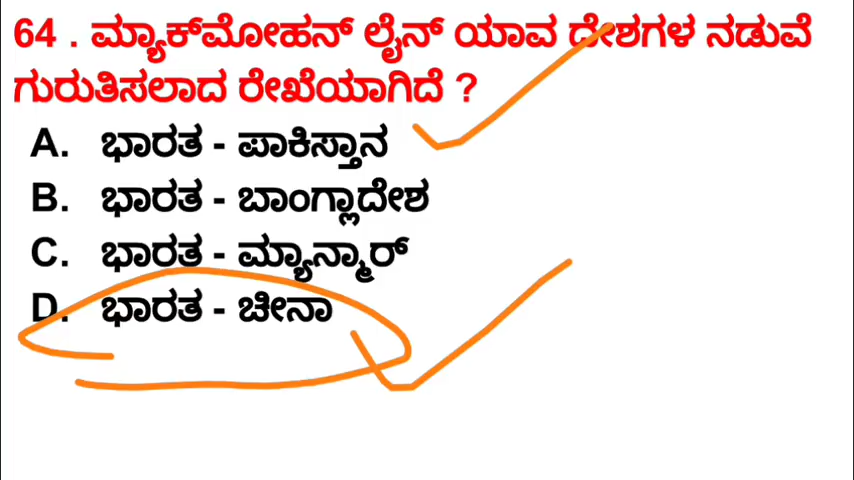 64 . ಮ್ಯಾಕ್‌ಮೋಹನ್ ಲೈನ್ ಯಾವ ದೇಶಗಳ ನಡುವೆ
ಗುರುತಿಸಲಾದ ರೇಖೆಯಾಗಿದೆ ?
A. ಭಾರತ - ಪಾಕಿಸ್ತಾನ
B. ಭಾರತ - ಬಾಂಗ್ಲಾದೇಶ
C. ಭಾರತ - ಮ್ಯಾನ್ಮಾರ್
D. ಭಾರತ - ಚೀನಾ